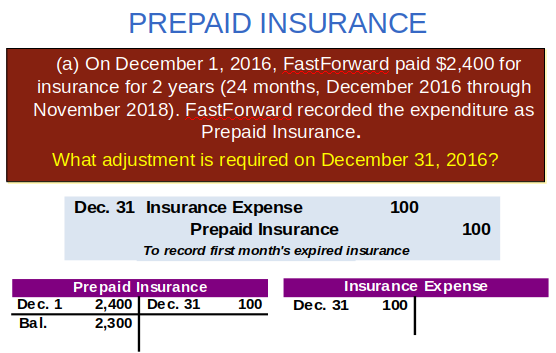 PREPAID INSURANCE
(a) On December 1, 2016, FastForward paid $2,400 for
insurance for 2 years (24 months, December 2016 through
November 2018). FastForward recorded the expenditure as
Prepaid Insurance.
What adjustment is required on December 31, 2016?
Dec. 31 Insurance Expense 100
Prepaid Insurance 100
To record first month's expired insurance
Prepaid Insurance
Dec. 1 2,400 Dec. 31 100
Bal. 2,300
Insurance Expense
Dec. 31 100